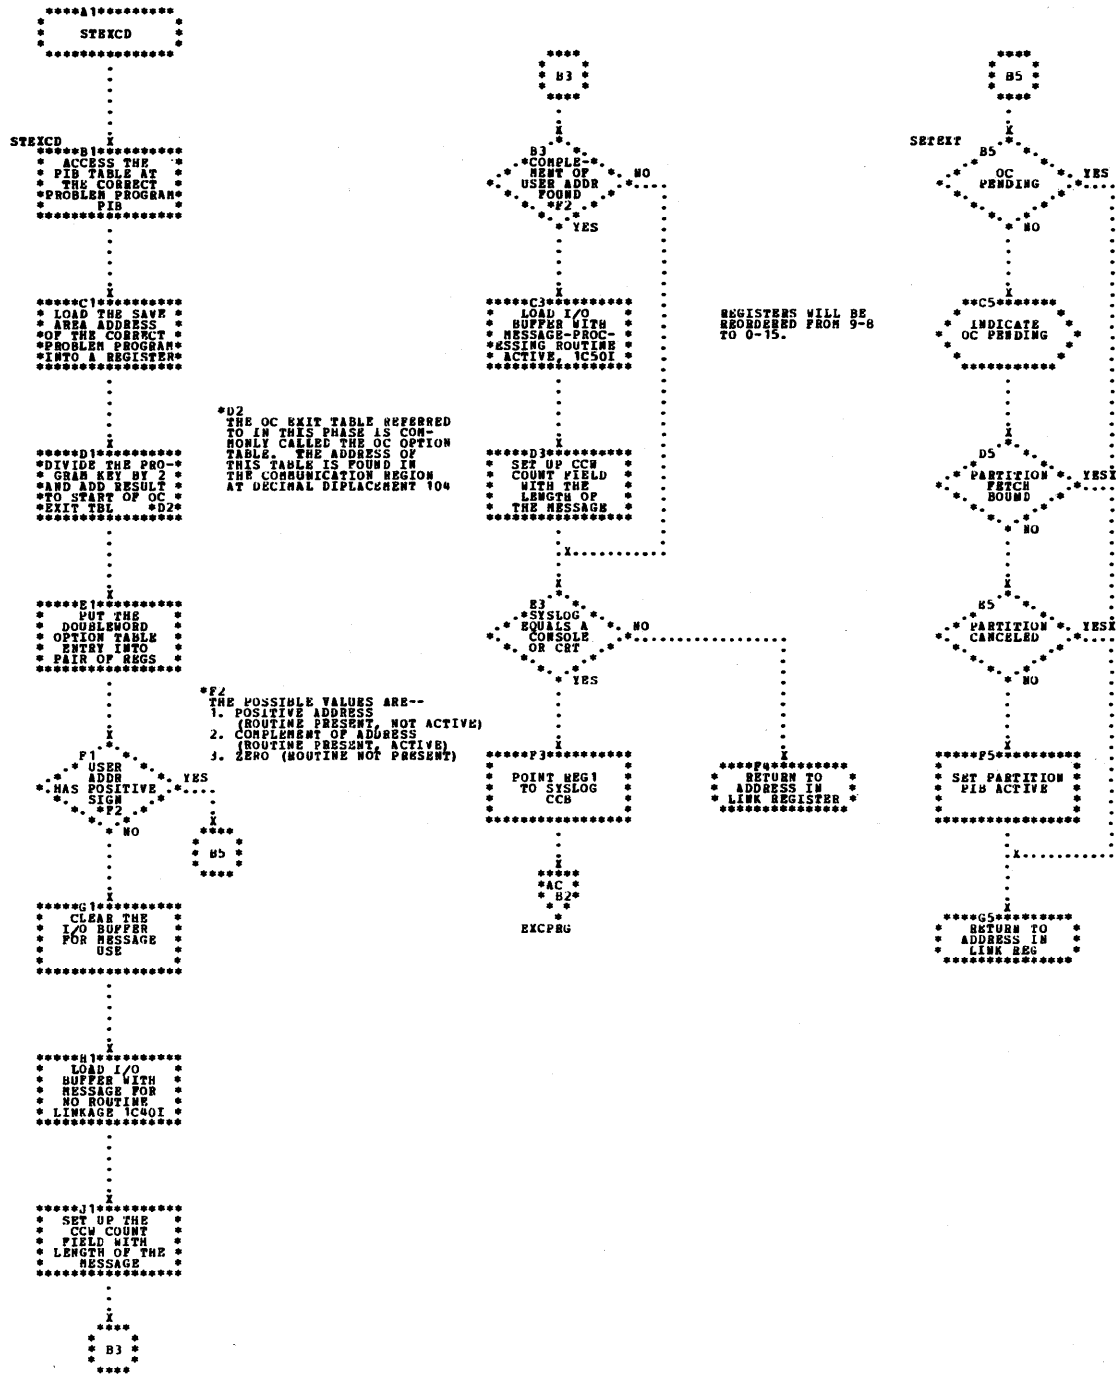 A1
STEXCD
STEXCD
B1
ACCESS THE
PIB TABLE AT
THE CORRECT
PROBLEM PROGRAM
PIB
C1
LOAD THE SAVE
AREA ADDRESS
OF THE CORRECT
PROBLEM PROGRAM
INTO A REGISTER
D1
DIVIDE THE PRO-
GRAM KEY BY 2
AND ADD RESULT
TO START OF OC
EXIT TBL *D2
*D2
THE OC EXIT TABLE REFERRED
TO IN THIS PHASE IS COM-
MONLY CALLED THE OC OPTION
TABLE. THE ADDRESS OF
THIS TABLE IS FOUND IN
THE COMMUNICATION REGION
AT DECIMAL DIPLACEMENT 104
E1
PUT THE
DOUBLEWORD
OPTION TABLE
ENTRY INTO
PAIR OF REGS
*F2
THE POSSIBLE VALUES ARE--
1. POSITIVE ADDRESS
(ROUTINE PRESENT, NOT ACTIVE)
2. COMPLEMENT OF ADDRESS
(ROUTINE PRESENT, ACTIVE)
3. ZERO (ROUTINE NOT PRESENT)
F1
USER
ADDR
HAS POSITIVE
SIGN
*F2
YES
NO
B5
G1
CLEAR THE
I/O BUFFER
FOR MESSAGE
USE
H1
LOAD I/O
BUFFER WITH
MESSAGE FOR
NO ROUTINE
LINKAGE 1C40I
J1
SET UP THE
CCW COUNT
FIELD WITH
LENGTH OF THE
MESSAGE
B3
B3
B3
COMPLE-
MENT OF
USER ADDR
FOUND
*F2
NO
YES
C3
LOAD I/O
BUFFER WITH
MESSAGE-PROC-
ESSING ROUTINE
ACTIVE, 1C50I
D3
SET UP CCW
COUNT FIELD
WITH THE
LENGTH OF
THE MESSAGE
E3
SYSLOG
EQUALS A
CONSOLE
OR CRT
NO
YES
F3
POINT REG1
TO SYSLOG
CCB
AC
B2
EXCPRG
F4
RETURN TO
ADDRESS IN
LINK REGISTER
REGISTERS WILL BE
REORDERED FROM 9-8
TO 0-15.
B5
SETEXT
B5
OC
PENDING
YES
NO
C5
INDICATE
OC PENDING
D5
PARTITION
FETCH
BOUND
YES
NO
E5
PARTITION
CANCELED
YES
NO
F5
SET PARTITION
PIB ACTIVE
G5
RETURN TO
ADDRESS IN
LINK REG